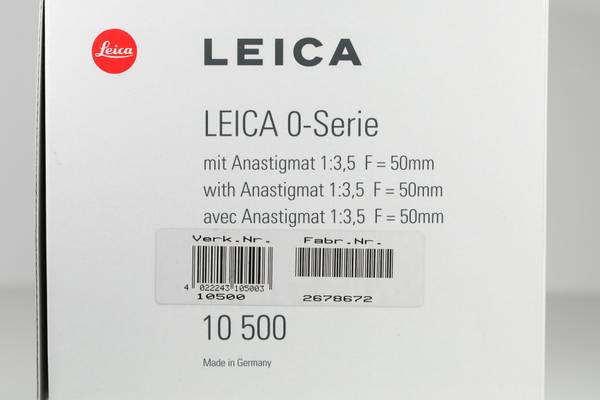 Leica
LEICA
LEICA 0-Serie
mit Anastigmat 1:3,5 F = 50mm
with Anastigmat 1:3,5 F = 50mm
avec Anastigmat 1:3,5 F = 50mm
Verk.Nr. Fabr.Nr.
4 022243 105003
10500 2678672
10 500
Made in Germany